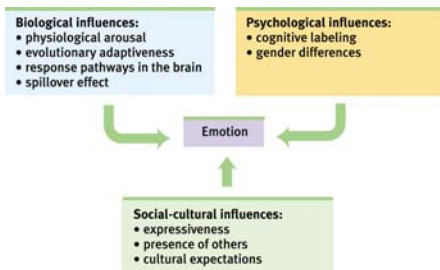 Biological influences:
• physiological arousal
• evolutionary adaptiveness
• response pathways in the brain
• spillover effect
Psychological influences:
• cognitive labeling
• gender differences
Emotion
Social-cultural influences:
• expressiveness
• presence of others
• cultural expectations